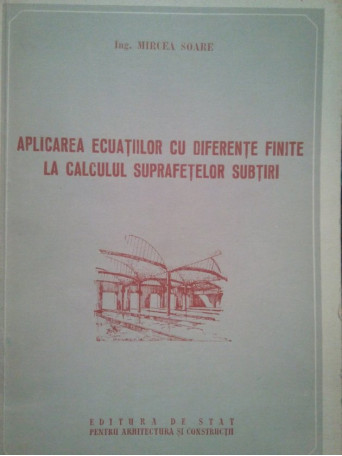 Ing. MIRCEA SOARE
APLICAREA ECUAȚIILOR CU DIFERENȚE FINITE
LA CALCULUL SUPRAFEȚELOR SUBȚIRI
EDITURA DE STAT
PENTRU ARHITECTURĂ ȘI CONSTRUCȚII